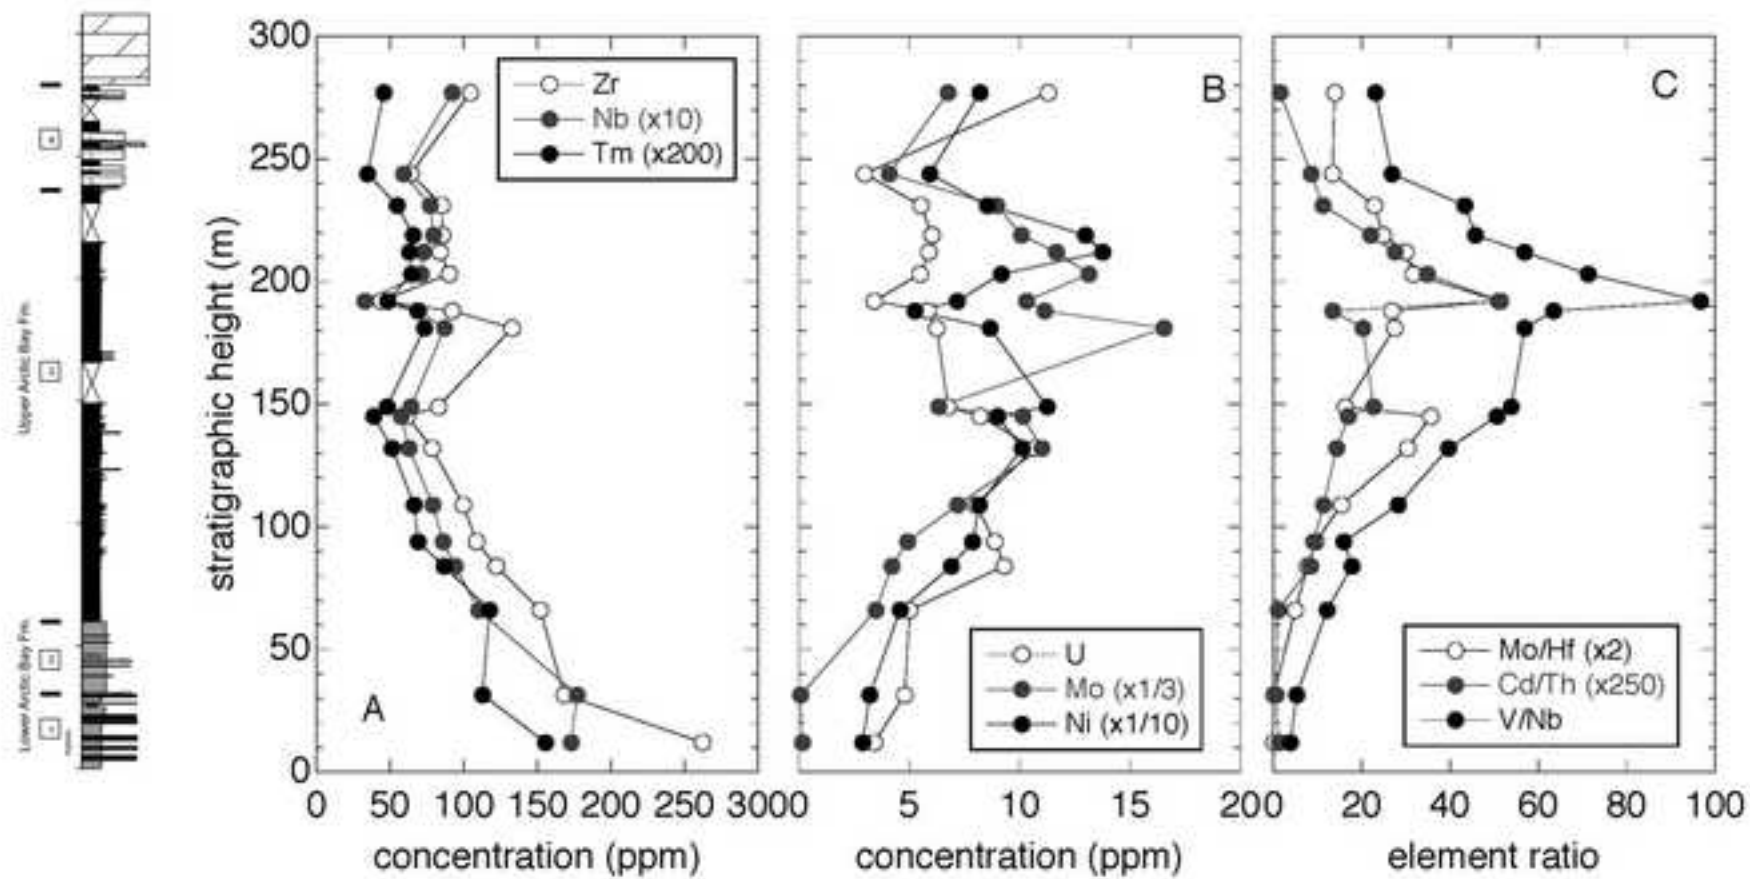 Upper Arctic Bay Fm.
Lower Arctic Bay Fm.
stratigraphic height (m)
300
250
200
150
100
50
0
Zr
Nb (x10)
Tm (x200)
A
0 50 100 150 200 250 300
concentration (ppm)
B
U
Mo (x1/3)
Ni (x1/10)
0 5 10 15 20
concentration (ppm)
C
Mo/Hf (x2)
Cd/Th (x250)
V/Nb
0 20 40 60 80 100
element ratio